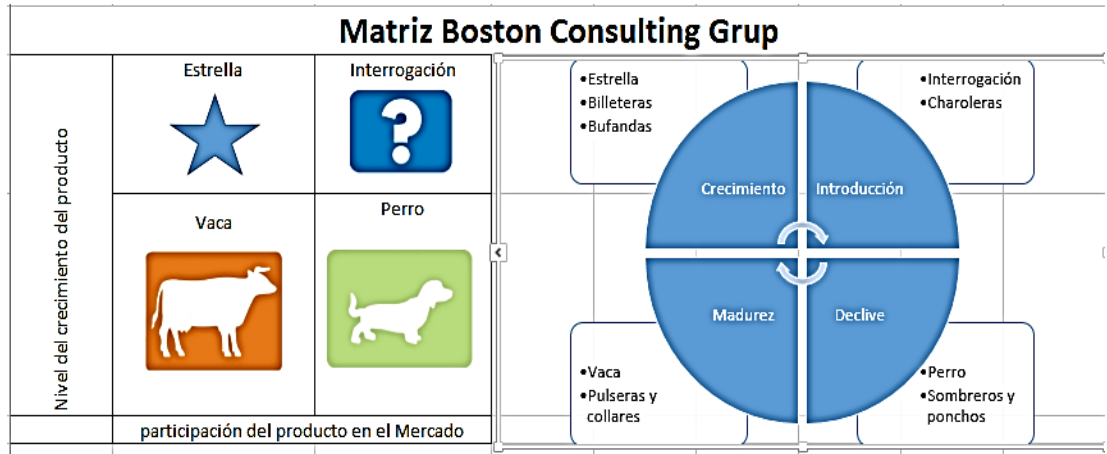 Matriz Boston Consulting Grup
Nivel del crecimiento del producto
Estrella
Interrogación
Vaca
Perro
participación del producto en el Mercado
•Estrella
•Billeteras
•Bufandas
•Interrogación
•Charoleras
Crecimiento
Introducción
Madurez
Declive
•Vaca
•Pulseras y
collares
•Perro
•Sombreros y
ponchos